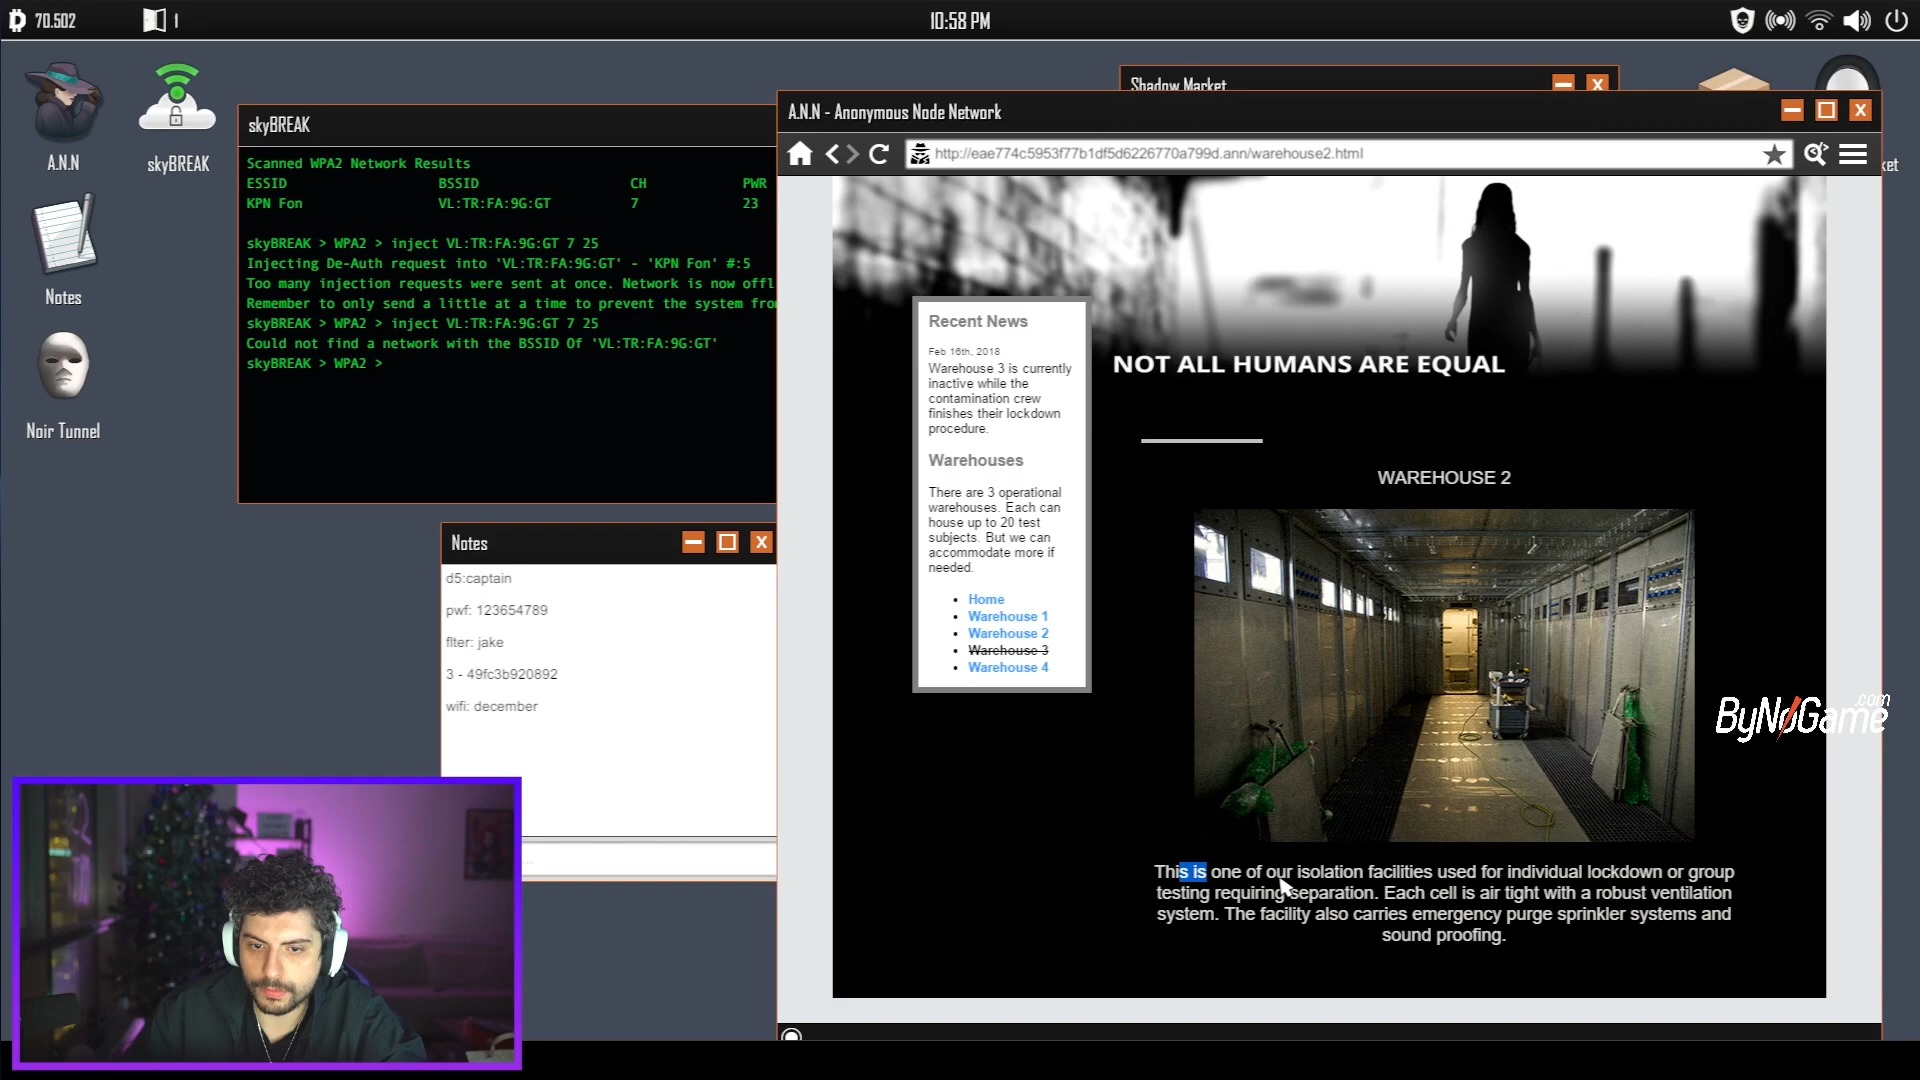 70.502
1
10:58 PM
A.N.N
skyBREAK
Notes
Noir Tunnel
skyBREAK
Scanned WPA2 Network Results
ESSID BSSID CH PWR
KPN Fon VL:TR:FA:9G:GT 7 23
skyBREAK > WPA2 > inject VL:TR:FA:9G:GT 7 25
Injecting De-Auth request into 'VL:TR:FA:9G:GT' - 'KPN Fon' #:5
Too many injection requests were sent at once. Network is now offl
Remember to only send a little at a time to prevent the system fro
skyBREAK > WPA2 > inject VL:TR:FA:9G:GT 7 25
Could not find a network with the BSSID Of 'VL:TR:FA:9G:GT'
skyBREAK > WPA2 >
Notes
d5:captain
pwf: 123654789
flter: jake
3 - 49fc3b920892
wifi: december
Shadow Market
A.N.N - Anonymous Node Network
http://eae774c5953f77b1df5d6226770a799d.ann/warehouse2.html
Recent News
Feb 16th, 2018
Warehouse 3 is currently
inactive while the
contamination crew
finishes their lockdown
procedure.
Warehouses
There are 3 operational
warehouses. Each can
house up to 20 test
subjects. But we can
accommodate more if
needed.
Home
Warehouse 1
Warehouse 2
Warehouse 3
Warehouse 4
NOT ALL HUMANS ARE EQUAL
WAREHOUSE 2
This is one of our isolation facilities used for individual lockdown or group
testing requiring separation. Each cell is air tight with a robust ventilation
system. The facility also carries emergency purge sprinkler systems and
sound proofing.
ket
ByNoGame.com